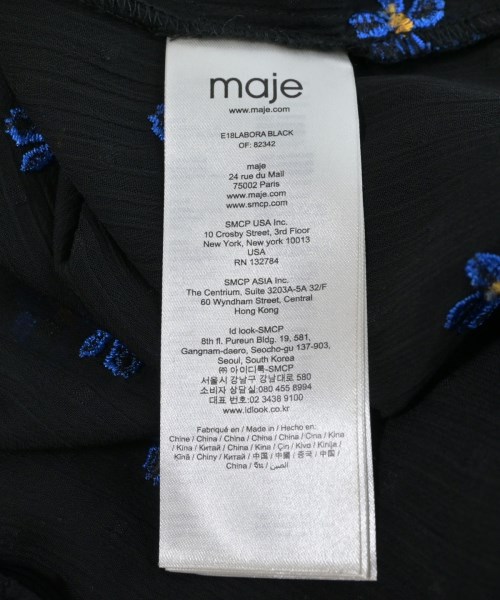 maje
www.maje.com
E18LABORA BLACK
OF: 82342
maje
24 rue du Mail
75002 Paris
www.maje.com
www.smcp.com
SMCP USA Inc.
10 Crosby Street, 3rd Floor
New York, New york 10013
USA
RN 132784
SMCP ASIA Inc.
The Centrium, Suite 3203A-5A 32/F
60 Wyndham Street, Central
Hong Kong
Id look-SMCP
8th fl. Pureun Bldg. 19, 581,
Gangnam-daero, Seocho-gu 137-903,
Seoul, South Korea
㈜ 아이디룩-SMCP
서울시 강남구 강남대로 580
소비자 상담실:080 455 8994
대표 번호:02 3438 9100
www.idlook.co.kr
Fabriqué en / Made in / Hecho en:
Chine / China / China / China / China / Cina / Kina
/ Kina / Китай / China / Kina / Çin / Kiva / Kinija /
Kínā / Chiny / Китай / 中国 / 中國 / 중국 / 中国
/ China / จีน / الصين